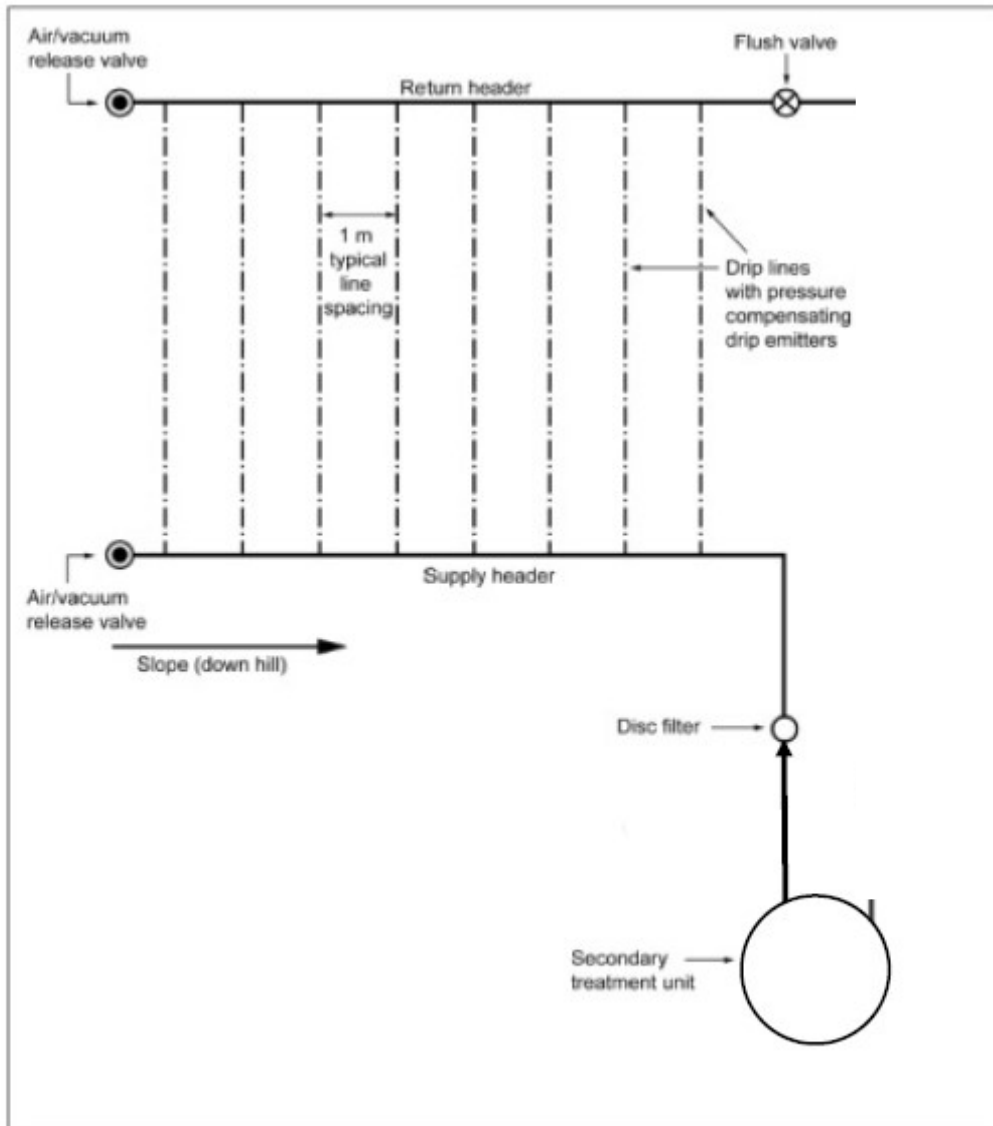 Air/vacuum
release valve
Flush valve
Return header
1 m
typical
line
spacing
Drip lines
with pressure
compensating
drip emitters
Supply header
Air/vacuum
release valve
Slope (down hill)
Disc filter
Secondary
treatment unit